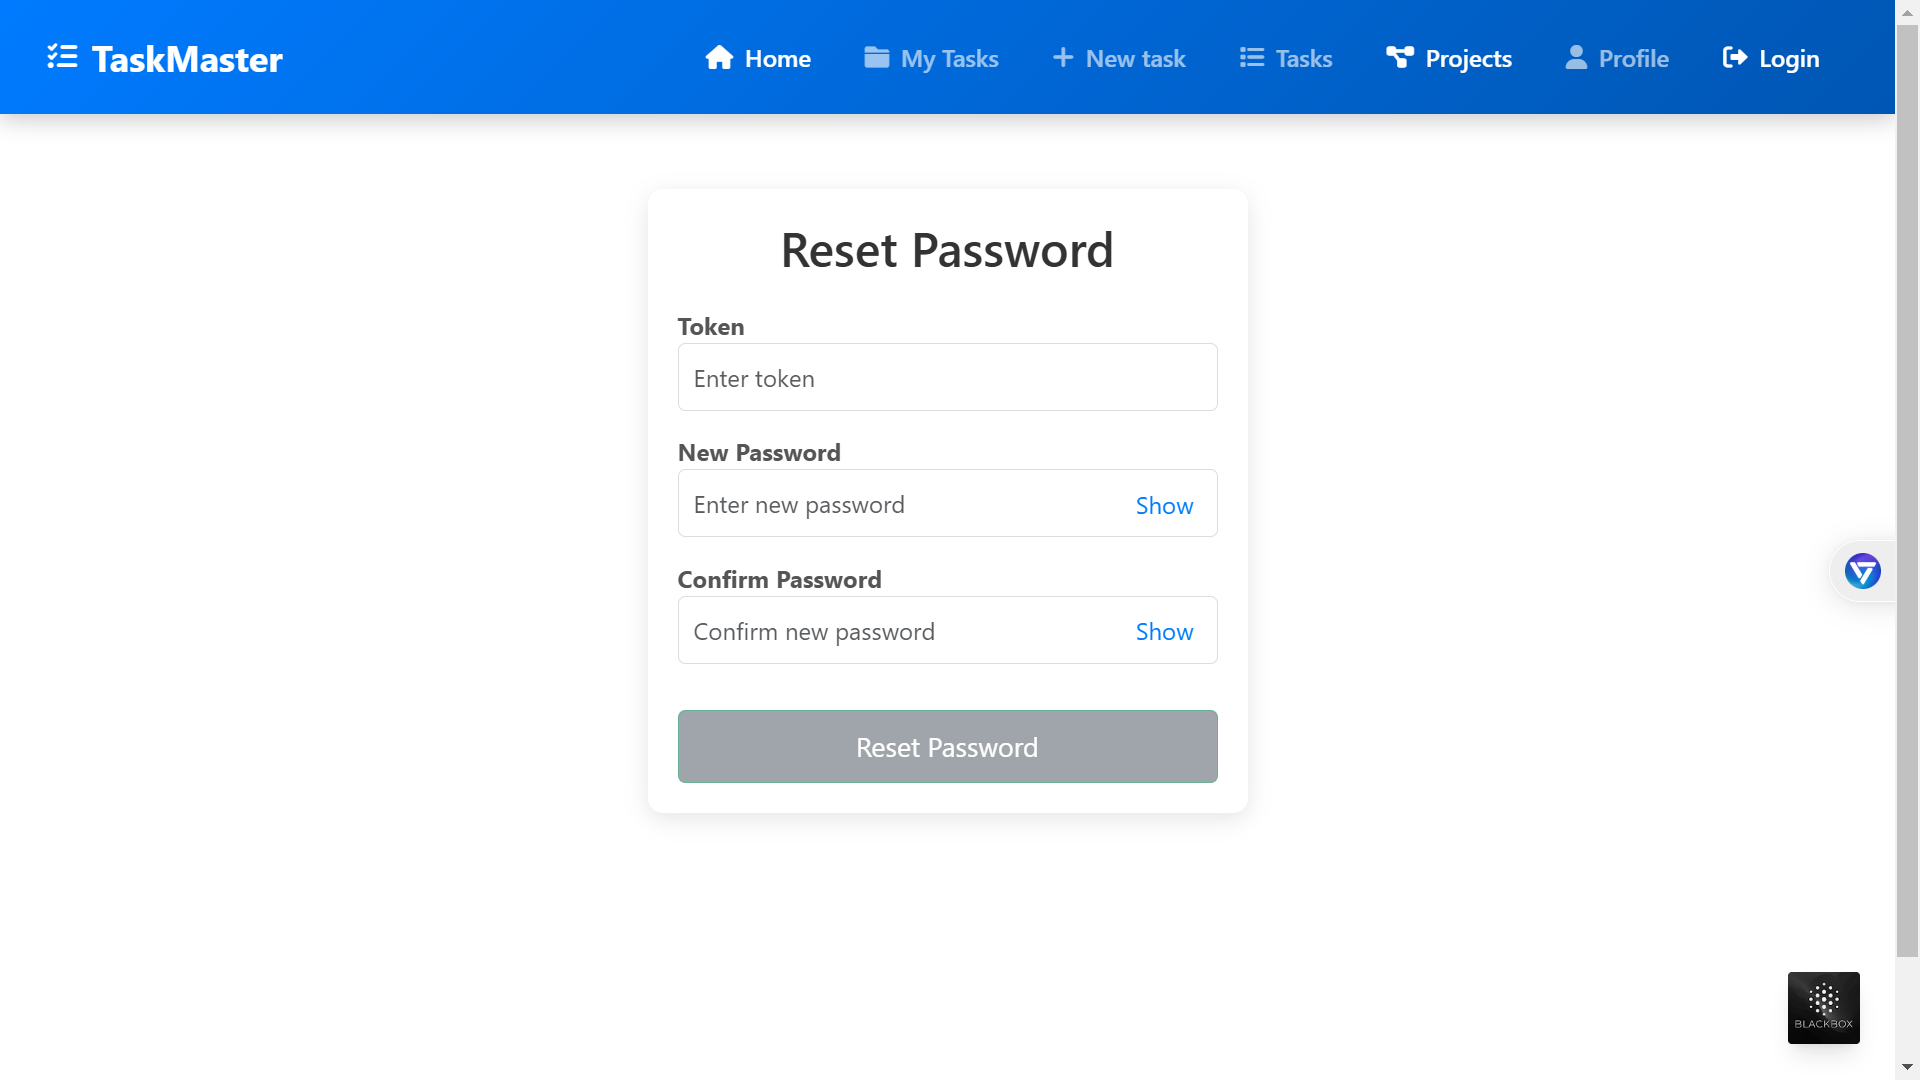 TaskMaster
Home
My Tasks
New task
Tasks
Projects
Profile
Login
Reset Password
Token
Enter token
New Password
Enter new password
Show
Confirm Password
Confirm new password
Show
Reset Password
BLACKBOX